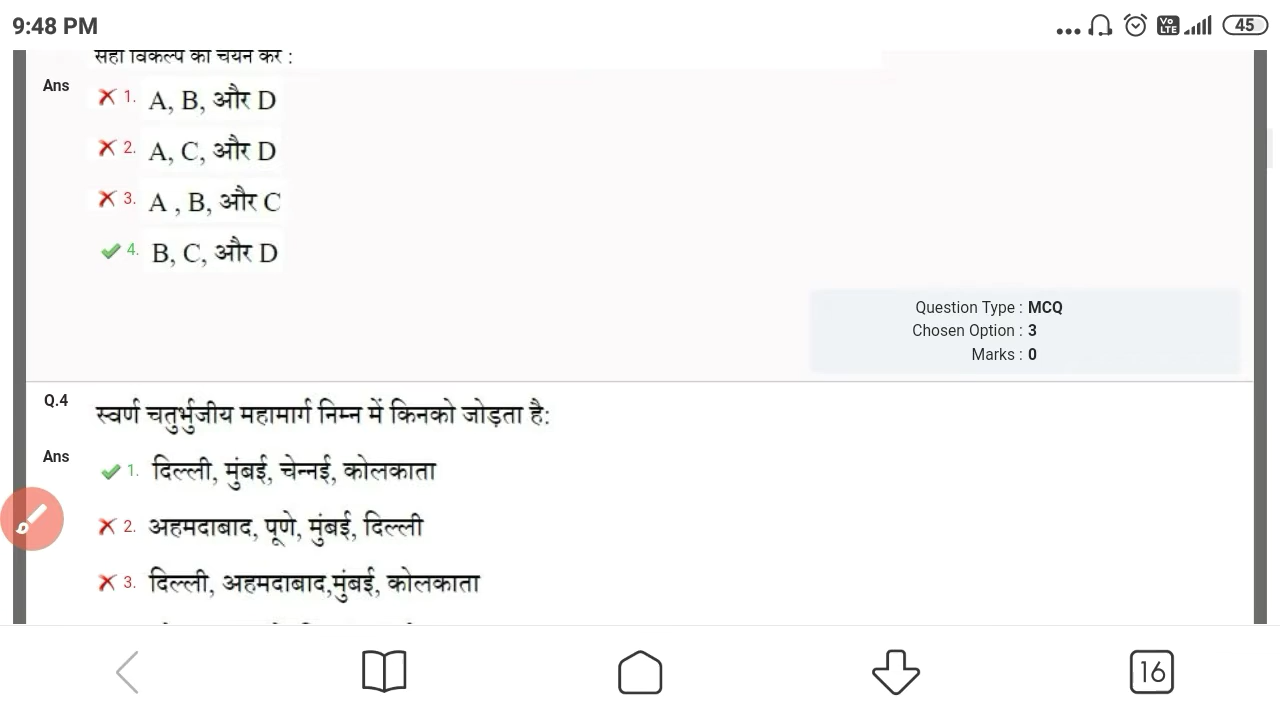 9:48 PM
Vo LTE
45
सही विकल्प का चयन करें :
Ans
1. A, B, और D
2. A, C, और D
3. A , B, और C
4. B, C, और D
Question Type : MCQ
Chosen Option : 3
Marks : 0
Q.4 स्वर्ण चतुर्भुजीय महामार्ग निम्न में किनको जोड़ता है:
Ans
1. दिल्ली, मुंबई, चेन्नई, कोलकाता
2. अहमदाबाद, पूणे, मुंबई, दिल्ली
3. दिल्ली, अहमदाबाद,मुंबई, कोलकाता
16